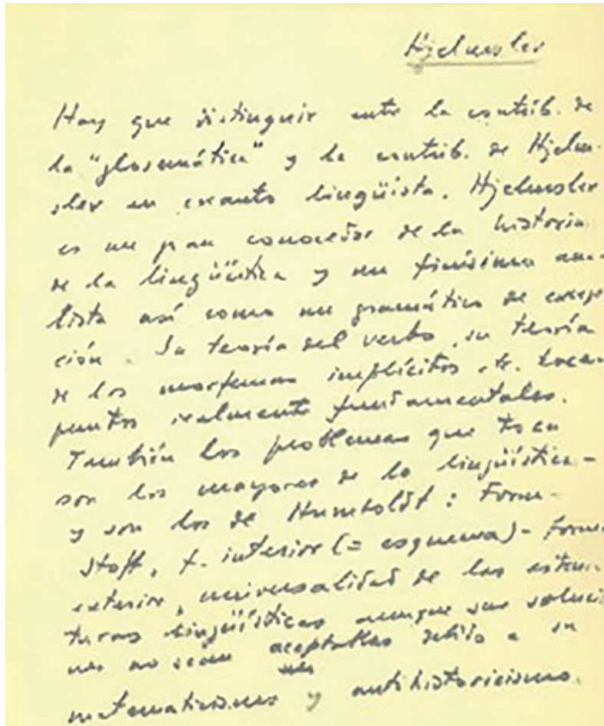 Hjelmslev
Hay que distinguir entre la contrib. de
la "glosemática" y la contrib. de Hjelm-
slev en cuanto lingüista. Hjelmslev
es un gran conocedor de la historia
de la lingüística y un finísimo ana-
lista así como un gramático de excep-
ción. Su teoría del verbo, su teoría
de los morfemas implícitos etc. tocan
puntos realmente fundamentales.
También los problemas que toca
son los mayores de la lingüística -
y son los de Humboldt: Form-
Stoff, f. interior (= esquema) - forma
exterior, universalidad de las estruc-
turas lingüísticas aunque sus soluci
nes no sean aceptables debido a su
matematismo y antihistoricismo.